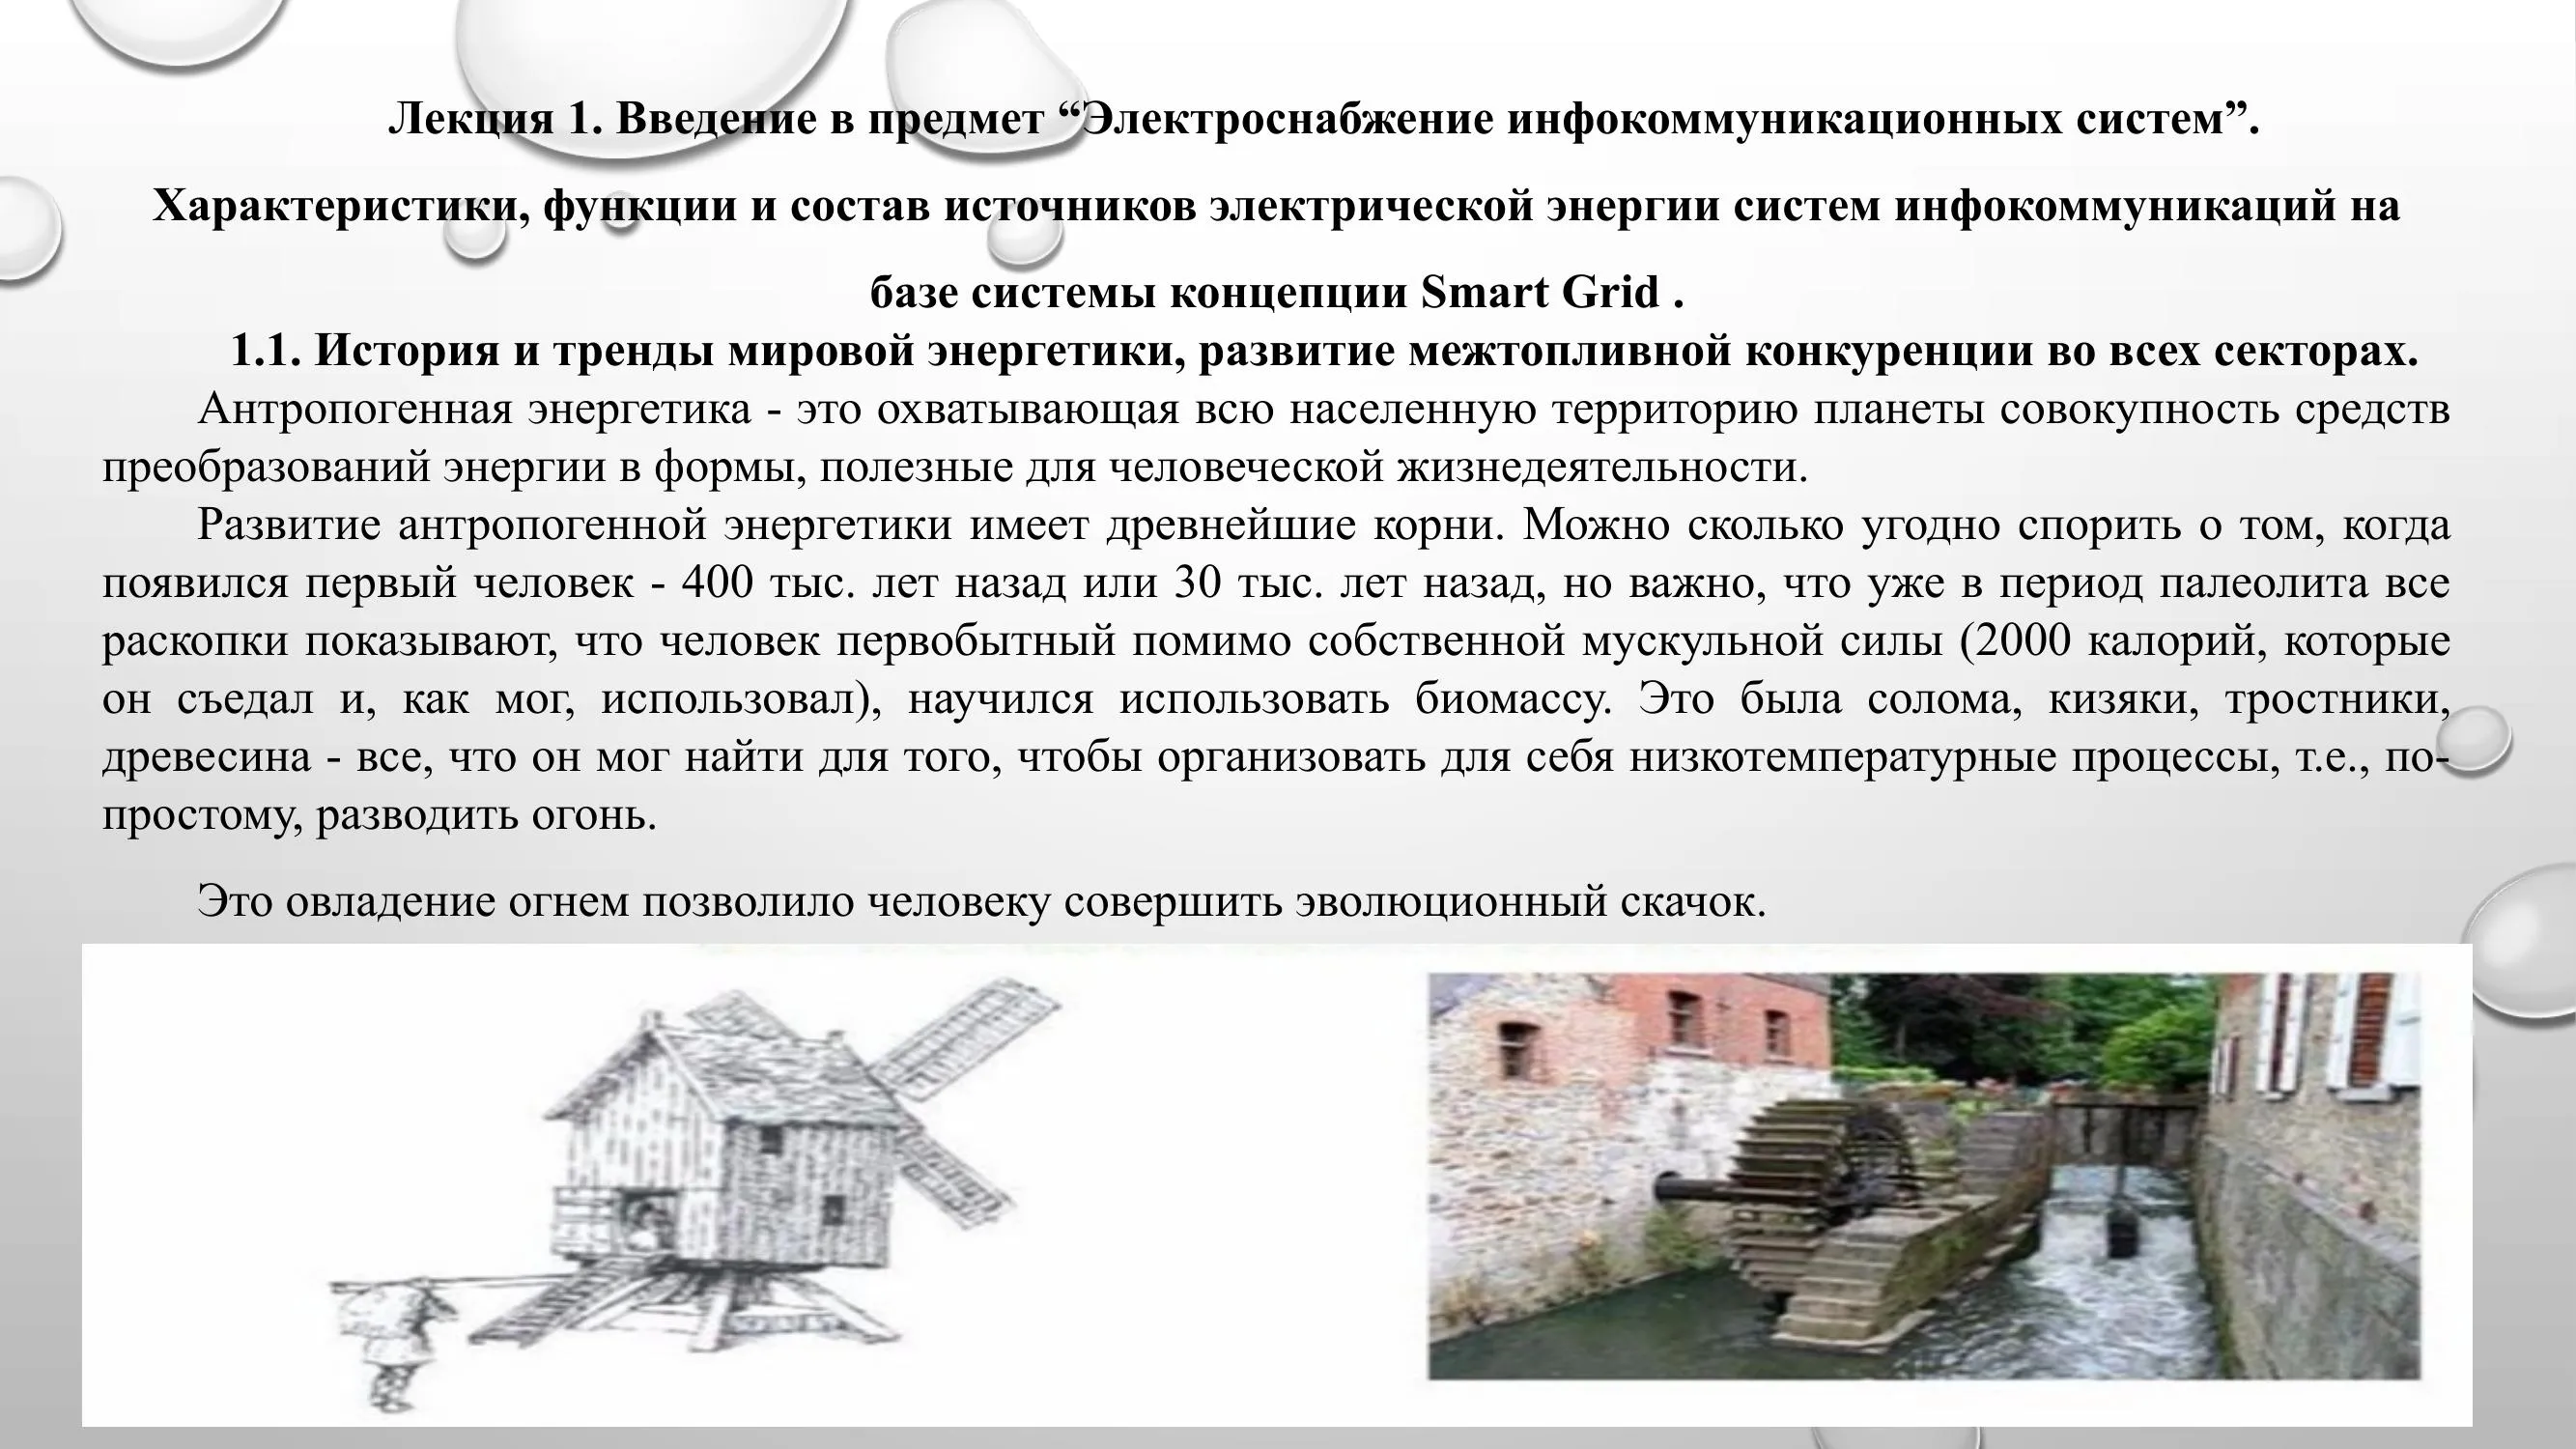 Лекция 1. Введение в предмет “Электроснабжение инфокоммуникационных систем”.
Характеристики, функции и состав источников электрической энергии систем инфокоммуникаций на
базе системы концепции Smart Grid .
1.1. История и тренды мировой энергетики, развитие межтопливной конкуренции во всех секторах.
Антропогенная энергетика - это охватывающая всю населенную территорию планеты совокупность средств
преобразований энергии в формы, полезные для человеческой жизнедеятельности.
Развитие антропогенной энергетики имеет древнейшие корни. Можно сколько угодно спорить о том, когда
появился первый человек - 400 тыс. лет назад или 30 тыс. лет назад, но важно, что уже в период палеолита все
раскопки показывают, что человек первобытный помимо собственной мускульной силы (2000 калорий, которые
он съедал и, как мог, использовал), научился использовать биомассу. Это была солома, кизяки, тростники,
древесина - все, что он мог найти для того, чтобы организовать для себя низкотемпературные процессы, т.е., по-
простому, разводить огонь.
Это овладение огнем позволило человеку совершить эволюционный скачок.